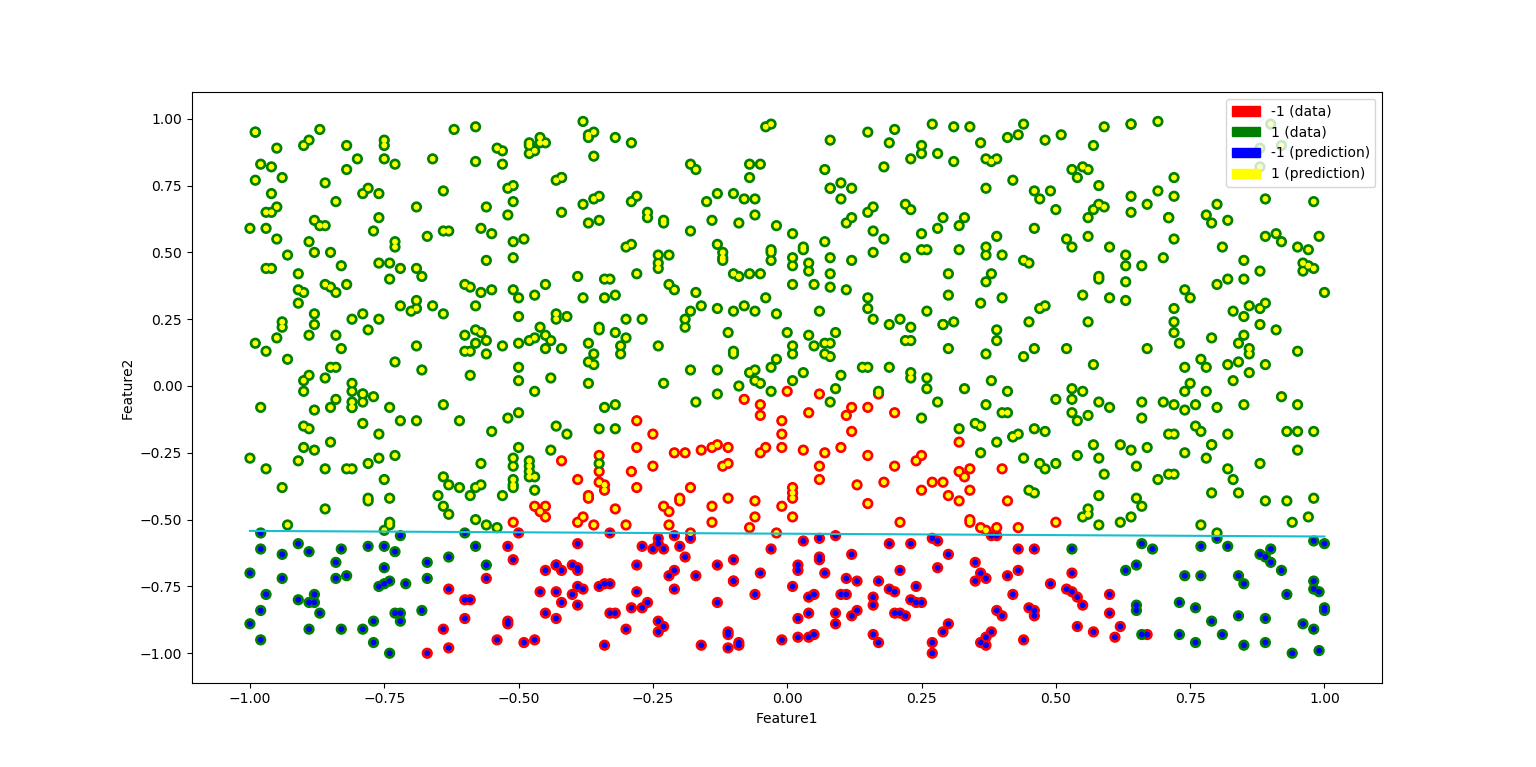 1.00
0.75
0.50
0.25
0.00
−0.25
−0.50
−0.75
−1.00
Feature2
-1 (data)
1 (data)
-1 (prediction)
1 (prediction)
−1.00 −0.75 −0.50 −0.25 0.00 0.25 0.50 0.75 1.00
Feature1